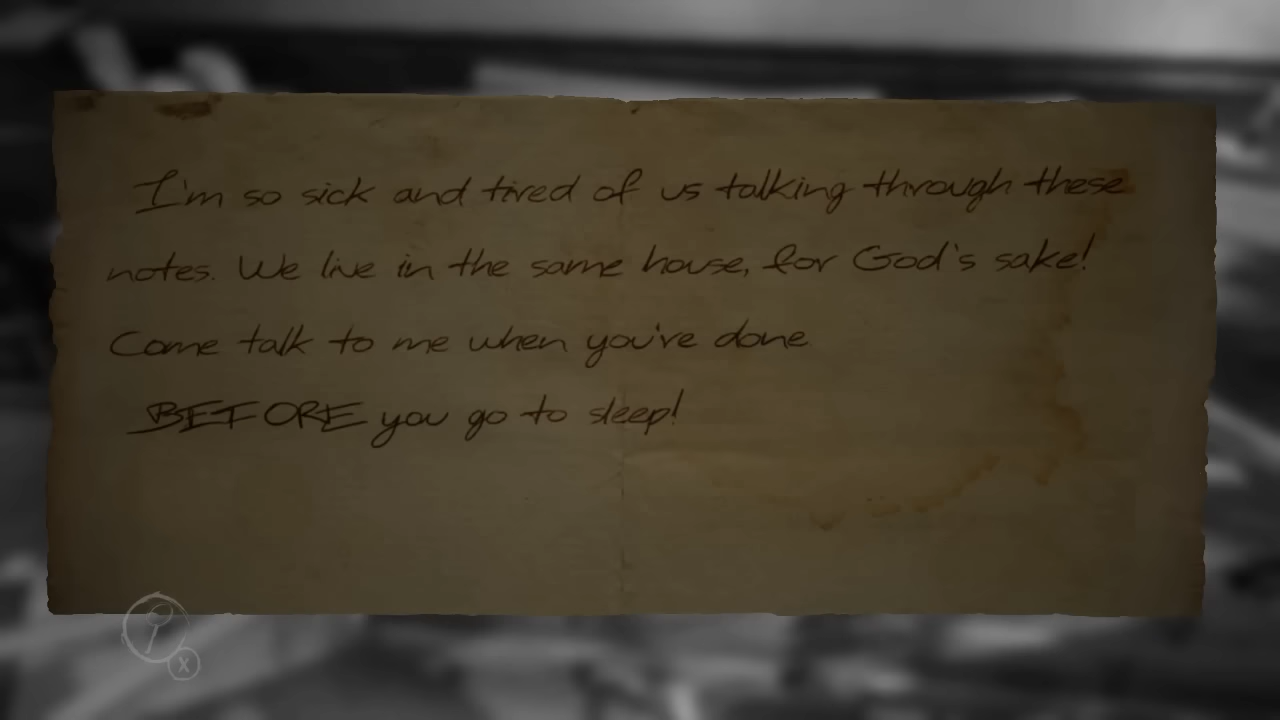 I'm so sick and tired of us talking through these
notes. We live in the same house, for God's sake!
Come talk to me when you're done.
BEFORE you go to sleep!
X